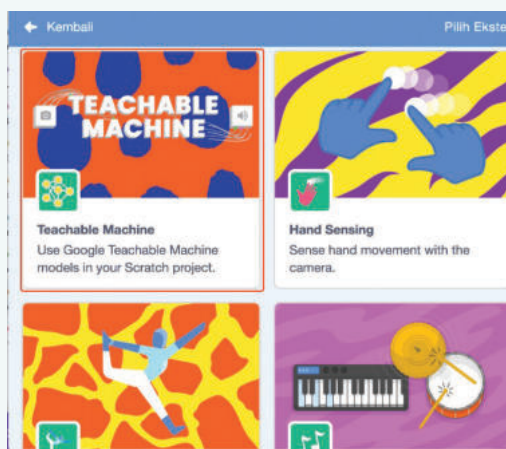 Kembali
Pilih Ekste
TEACHABLE
MACHINE
Teachable Machine
Use Google Teachable Machine
models in your Scratch project.
Hand Sensing
Sense hand movement with the
camera.